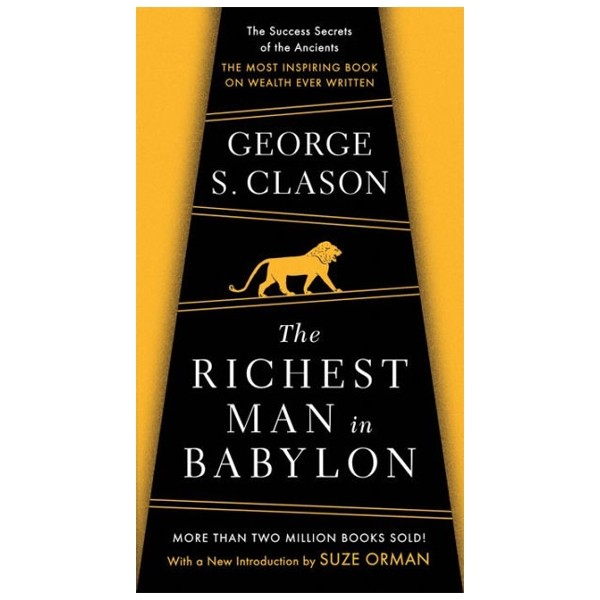 The Success Secrets
of the Ancients
THE MOST INSPIRING BOOK
ON WEALTH EVER WRITTEN
GEORGE
S. CLASON
The
RICHEST
MAN in
BABYLON
MORE THAN TWO MILLION BOOKS SOLD!
With a New Introduction by SUZE ORMAN